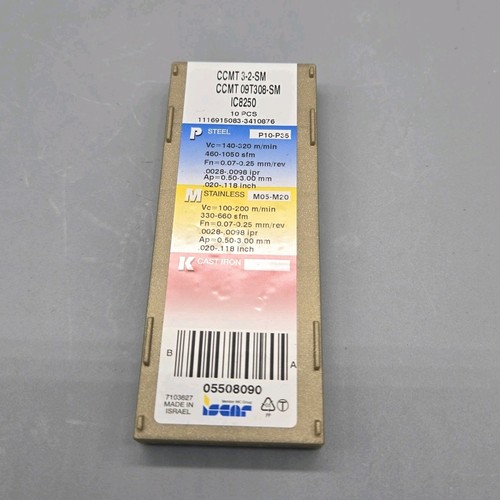 CCMT 3-2-SM
CCMT 09T308-SM
IC8250
10 PCS
1116915083-3410876
P STEEL P10-P35
Vc=140-320 m/min
460-1050 sfm
Fn=0.07-0.25 mm/rev
.0028-.0098 ipr
Ap=0.50-3.00 mm
.020-.118 inch
M STAINLESS M05-M20
Vc=100-200 m/min
330-660 sfm
Fn=0.07-0.25 mm/rev
.0028-.0098 ipr
Ap=0.50-3.00 mm
.020-.118 inch
K CAST IRON
B
A
05508090
7103627
MADE IN
ISRAEL
Member IMC Group
iscar